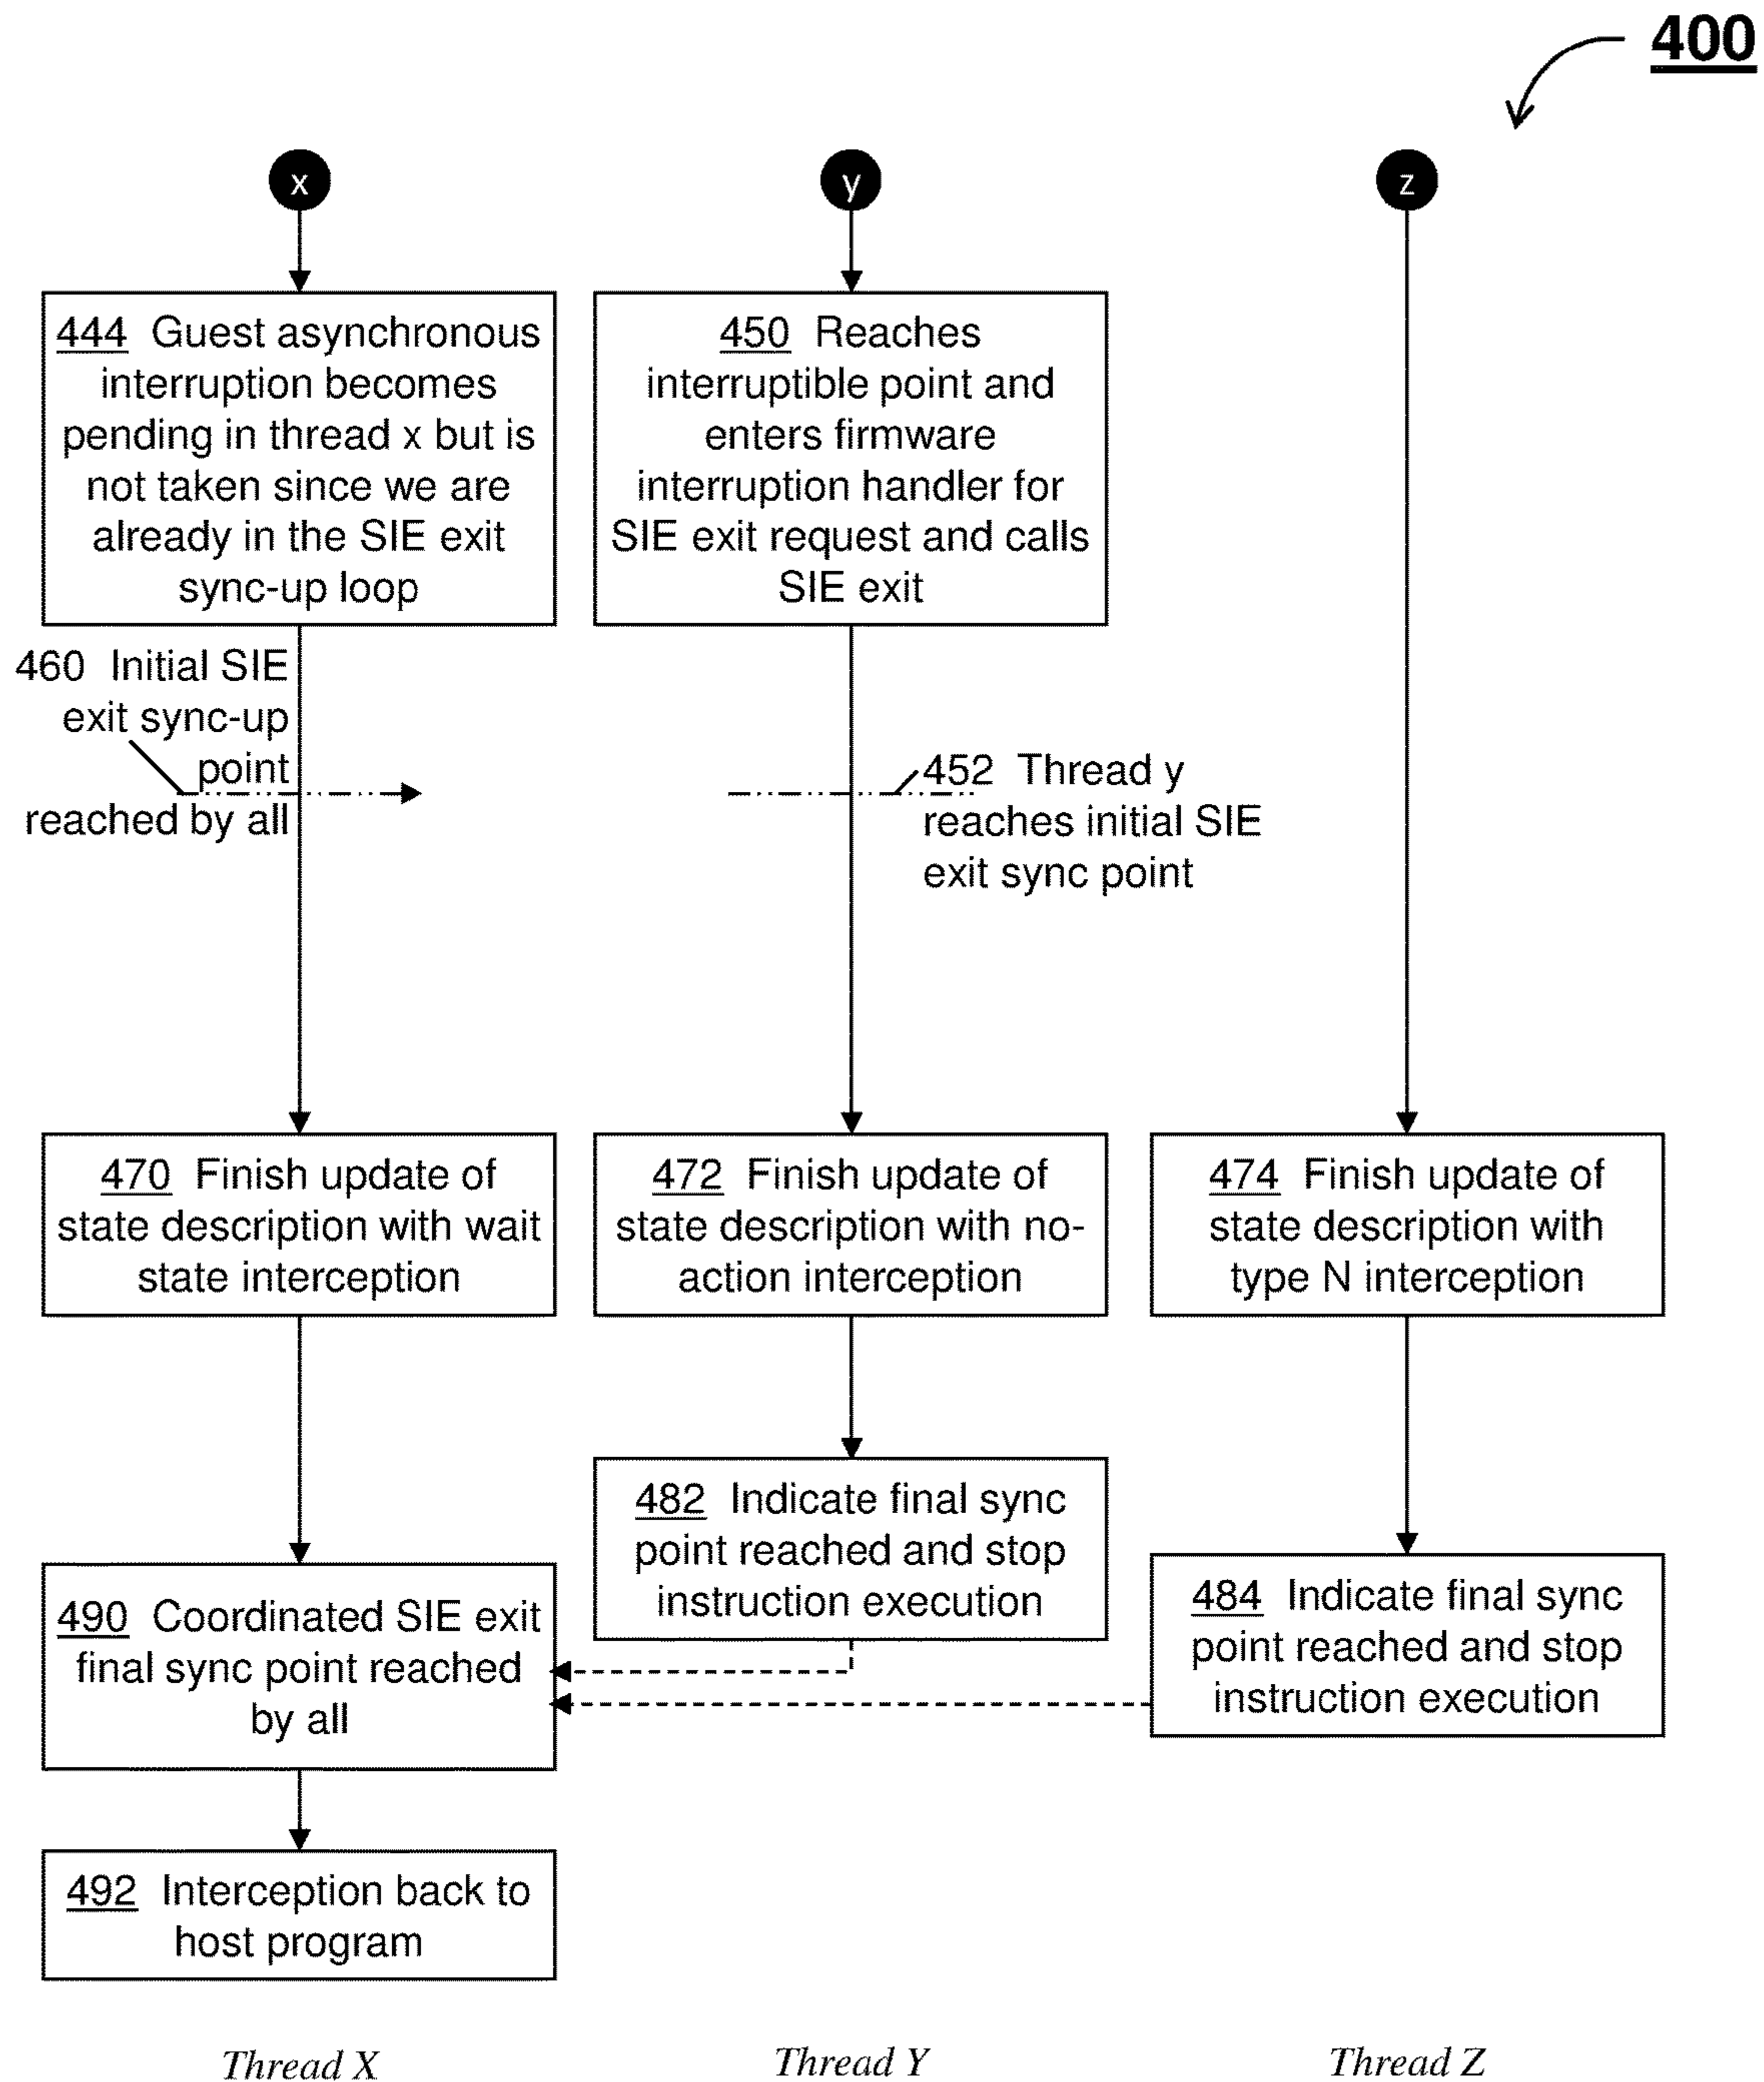 400
x
y
z
444 Guest asynchronous
interruption becomes
pending in thread x but is
not taken since we are
already in the SIE exit
sync-up loop
450 Reaches
interruptible point and
enters firmware
interruption handler for
SIE exit request and calls
SIE exit
460 Initial SIE
exit sync-up
point
reached by all
452 Thread y
reaches initial SIE
exit sync point
470 Finish update of
state description with wait
state interception
472 Finish update of
state description with no-
action interception
474 Finish update of
state description with
type N interception
482 Indicate final sync
point reached and stop
instruction execution
484 Indicate final sync
point reached and stop
instruction execution
490 Coordinated SIE exit
final sync point reached
by all
492 Interception back to
host program
Thread X
Thread Y
Thread Z